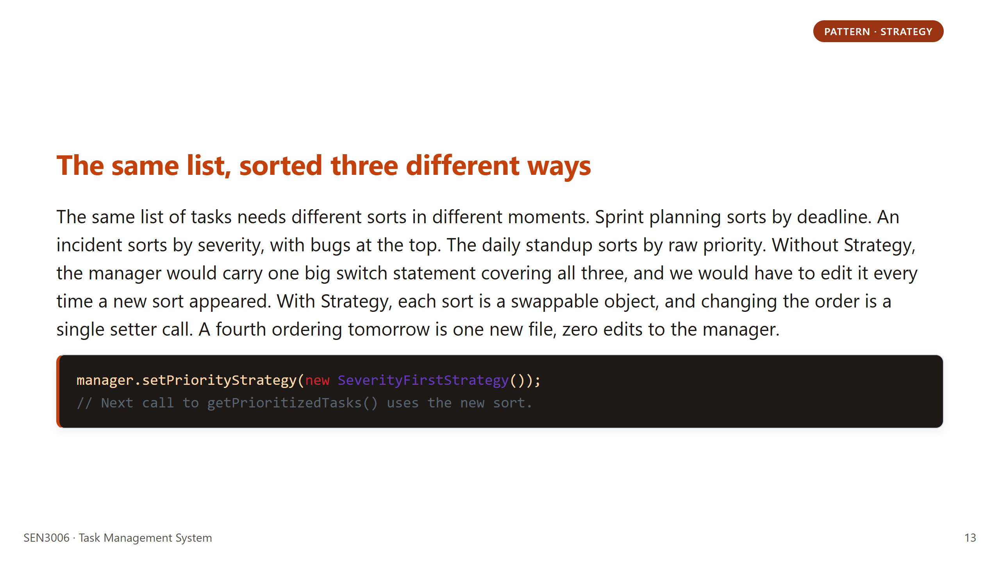 PATTERN · STRATEGY
The same list, sorted three different ways
The same list of tasks needs different sorts in different moments. Sprint planning sorts by deadline. An
incident sorts by severity, with bugs at the top. The daily standup sorts by raw priority. Without Strategy,
the manager would carry one big switch statement covering all three, and we would have to edit it every
time a new sort appeared. With Strategy, each sort is a swappable object, and changing the order is a
single setter call. A fourth ordering tomorrow is one new file, zero edits to the manager.
manager.setPriorityStrategy(new SeverityFirstStrategy());
// Next call to getPrioritizedTasks() uses the new sort.
SEN3006 · Task Management System
13